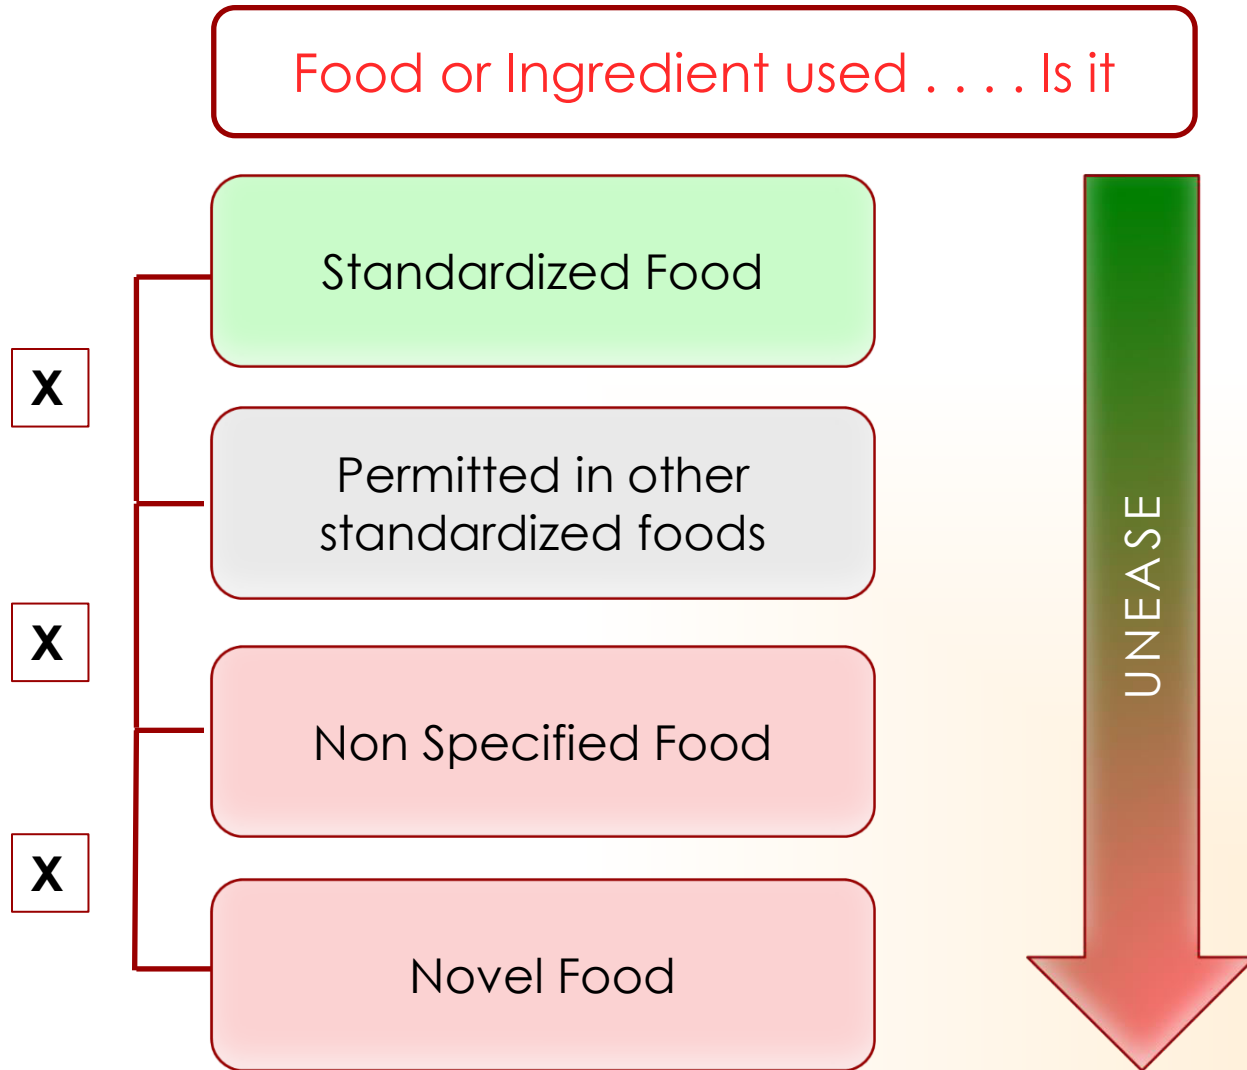 Food or Ingredient used . . . . Is it
Standardized Food
X
Permitted in other
standardized foods
X
Non Specified Food
X
Novel Food
UNEASE